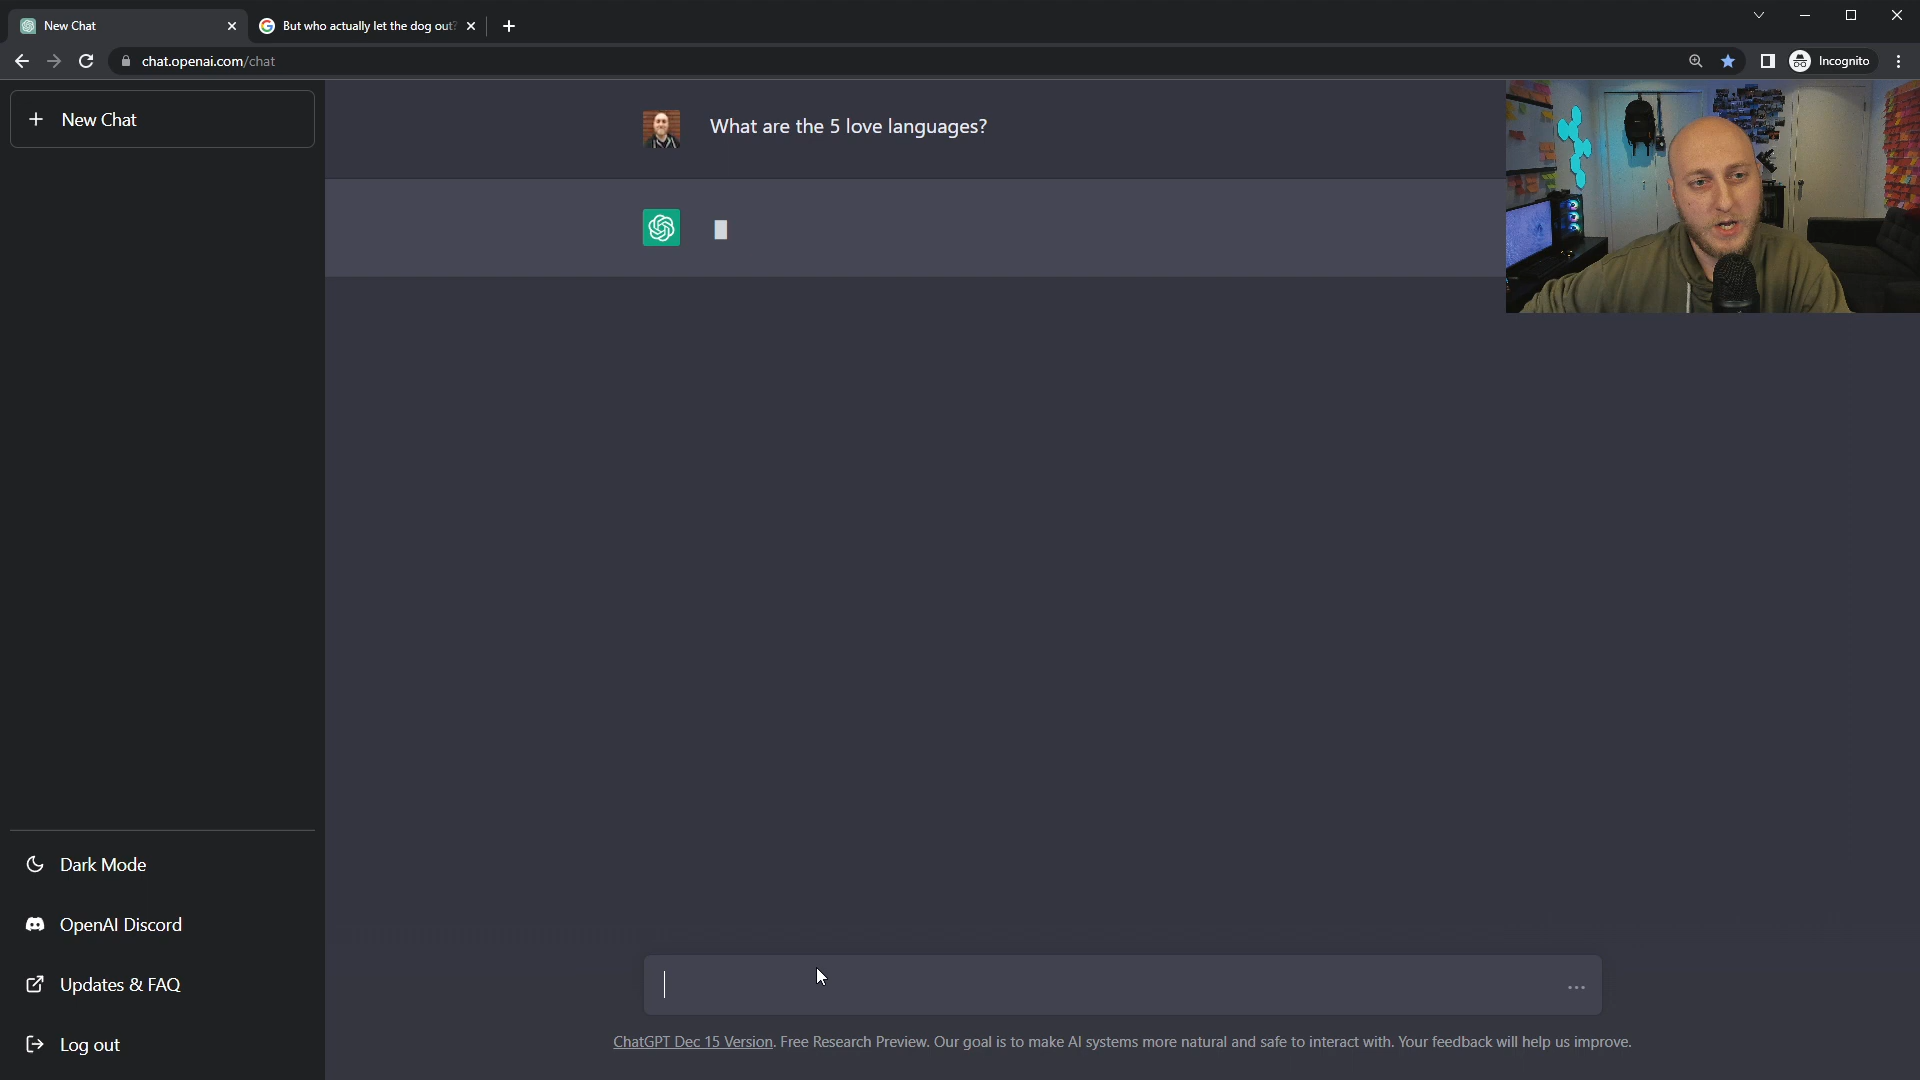 New Chat
But who actually let the dog out?
chat.openai.com/chat
Incognito
New Chat
What are the 5 love languages?
Dark Mode
OpenAI Discord
Updates & FAQ
Log out
ChatGPT Dec 15 Version. Free Research Preview. Our goal is to make AI systems more natural and safe to interact with. Your feedback will help us improve.